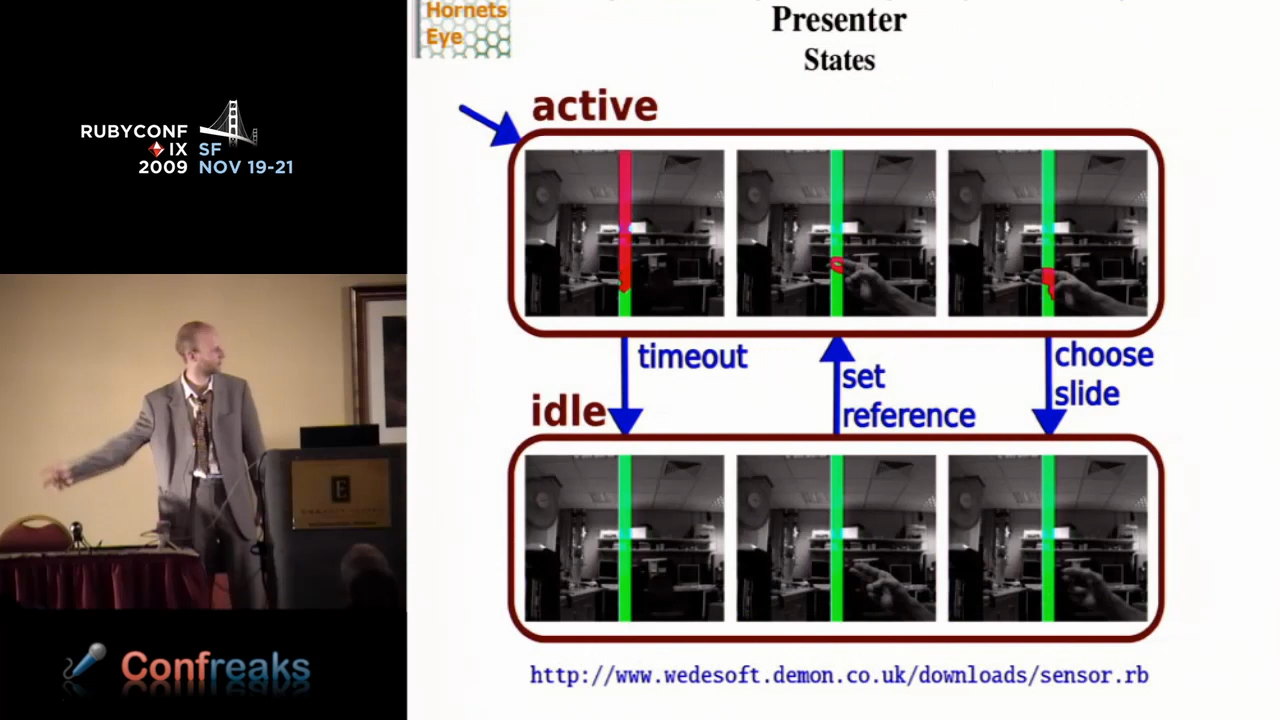 Hornets
Eye
Presenter
States
RUBYCONF
IX SF
2009 NOV 19-21
active
timeout
set
reference
choose
slide
idle
E
http://www.wedesoft.demon.co.uk/downloads/sensor.rb
Confreaks